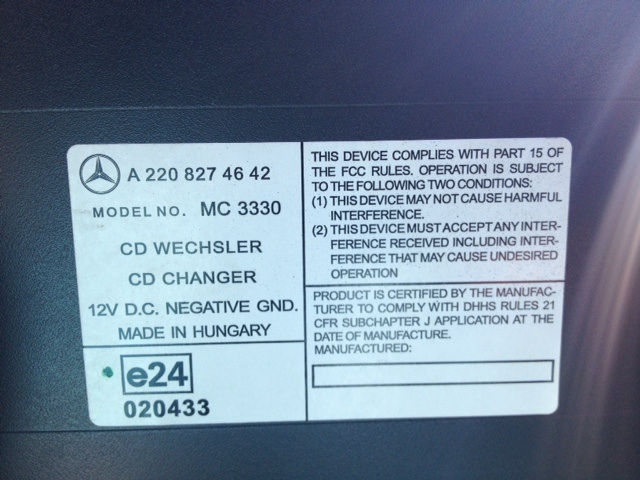 A 220 827 46 42
MODEL NO. MC 3330
CD WECHSLER
CD CHANGER
12V D.C. NEGATIVE GND.
MADE IN HUNGARY
e24
020433
THIS DEVICE COMPLIES WITH PART 15 OF
THE FCC RULES. OPERATION IS SUBJECT
TO THE FOLLOWING TWO CONDITIONS:
(1) THIS DEVICE MAY NOT CAUSE HARMFUL
INTERFERENCE.
(2) THIS DEVICE MUST ACCEPT ANY INTER-
FERENCE RECEIVED INCLUDING INTER-
FERENCE THAT MAY CAUSE UNDESIRED
OPERATION
PRODUCT IS CERTIFIED BY THE MANUFAC-
TURER TO COMPLY WITH DHHS RULES 21
CFR SUBCHAPTER J APPLICATION AT THE
DATE OF MANUFACTURE.
MANUFACTURED: